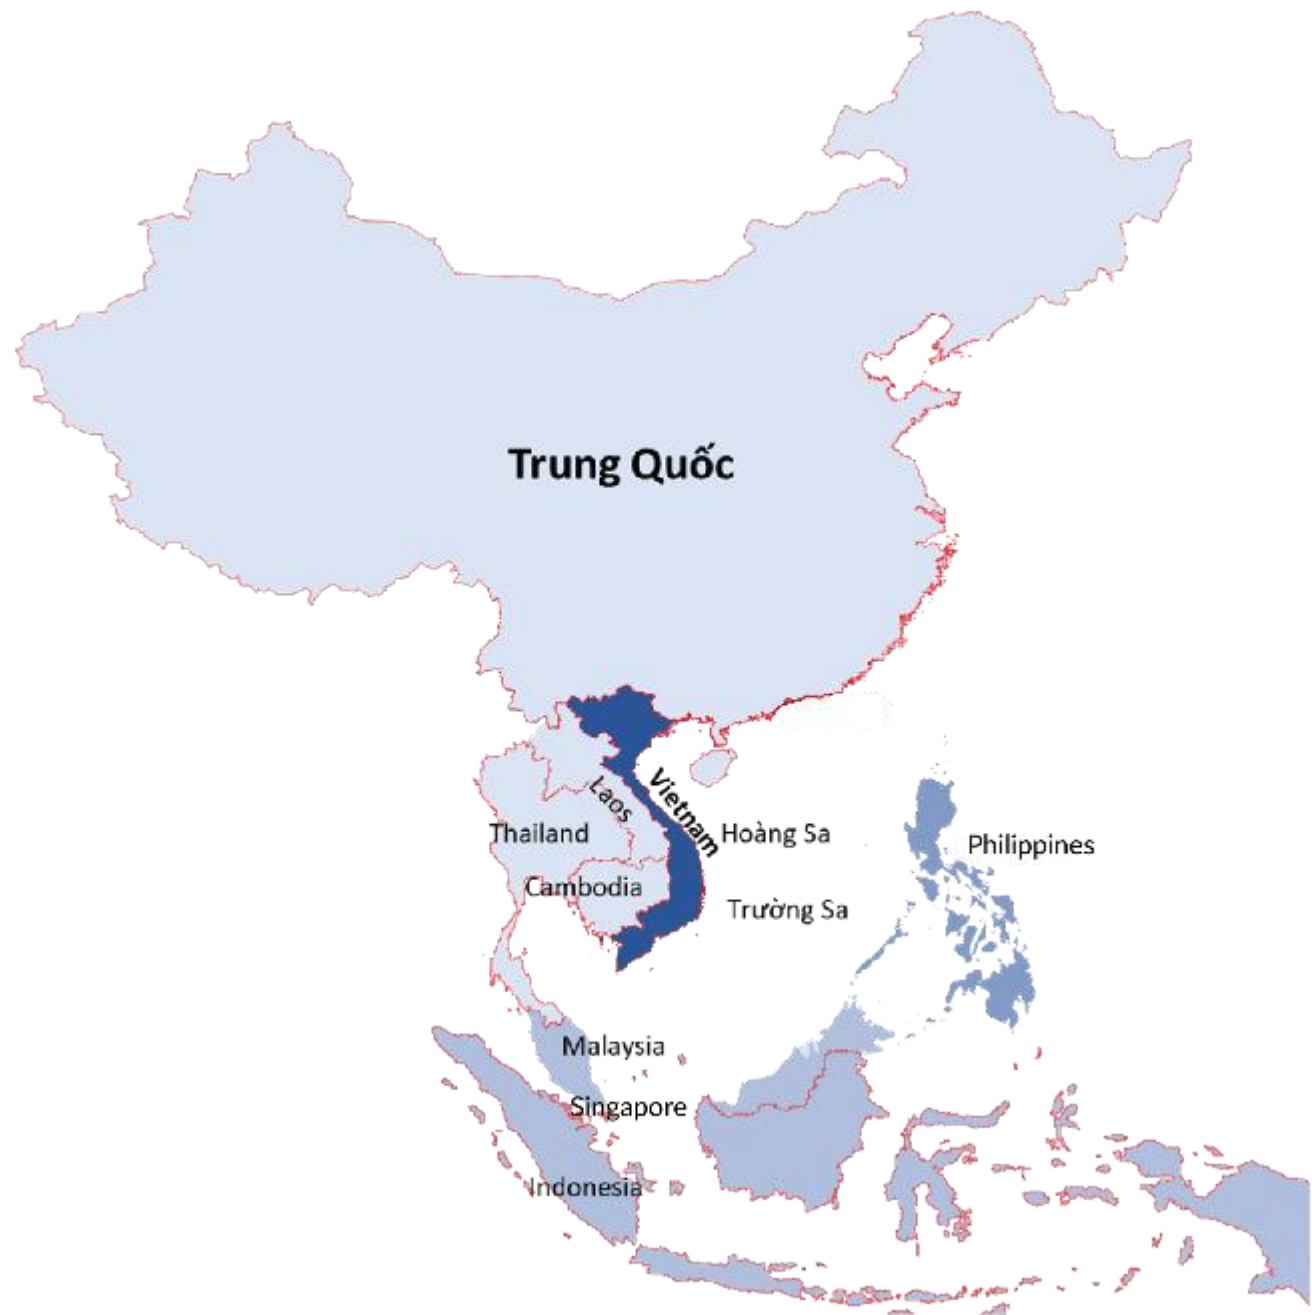 Trung Quốc
Laos
Vietnam
Thailand
Hoàng Sa
Philippines
Cambodia
Trường Sa
Malaysia
Singapore
Indonesia